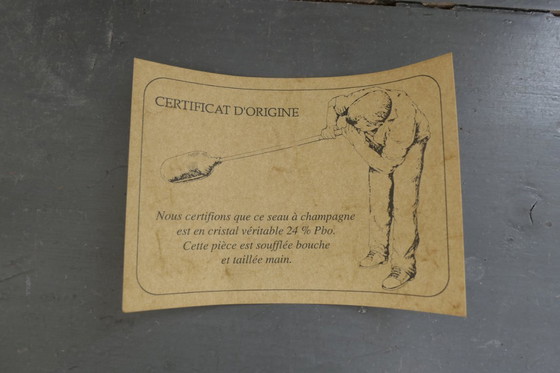 CERTIFICAT D'ORIGINE
Nous certifions que ce seau à champagne
est en cristal véritable 24 % Pbo.
Cette pièce est soufflée bouche
et taillée main.